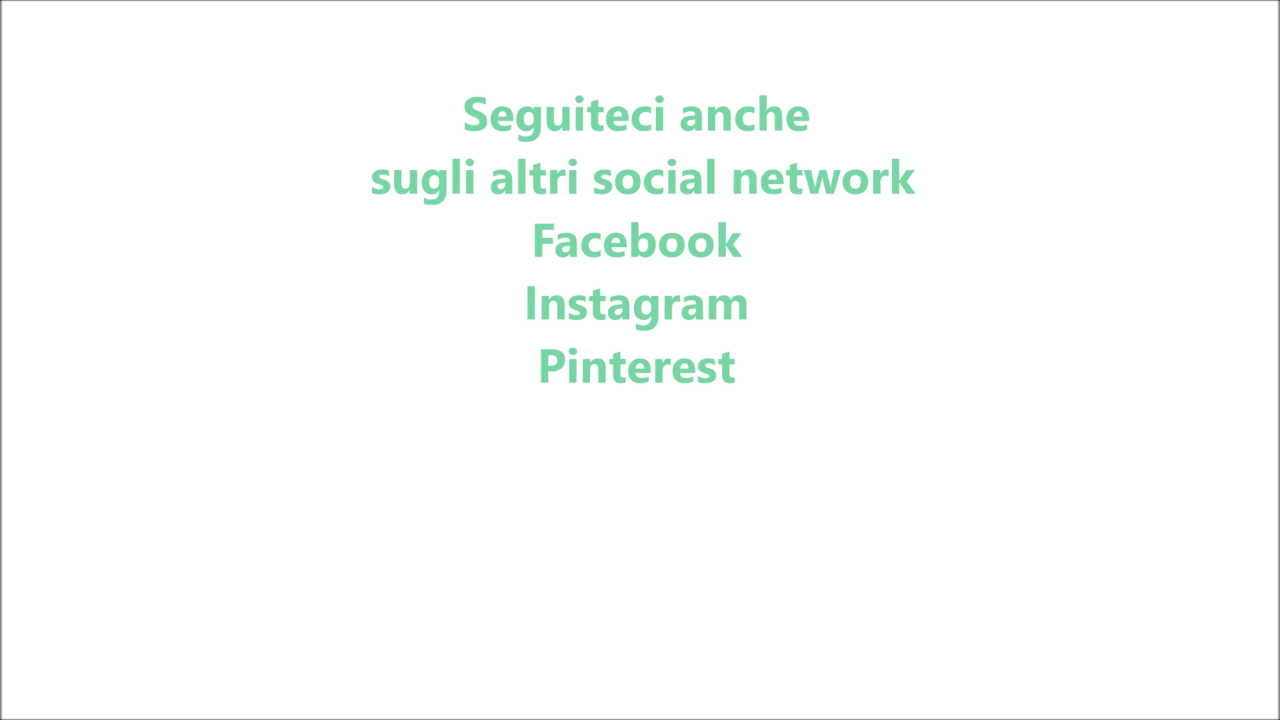 Seguiteci anche
sugli altri social network
Facebook
Instagram
Pinterest